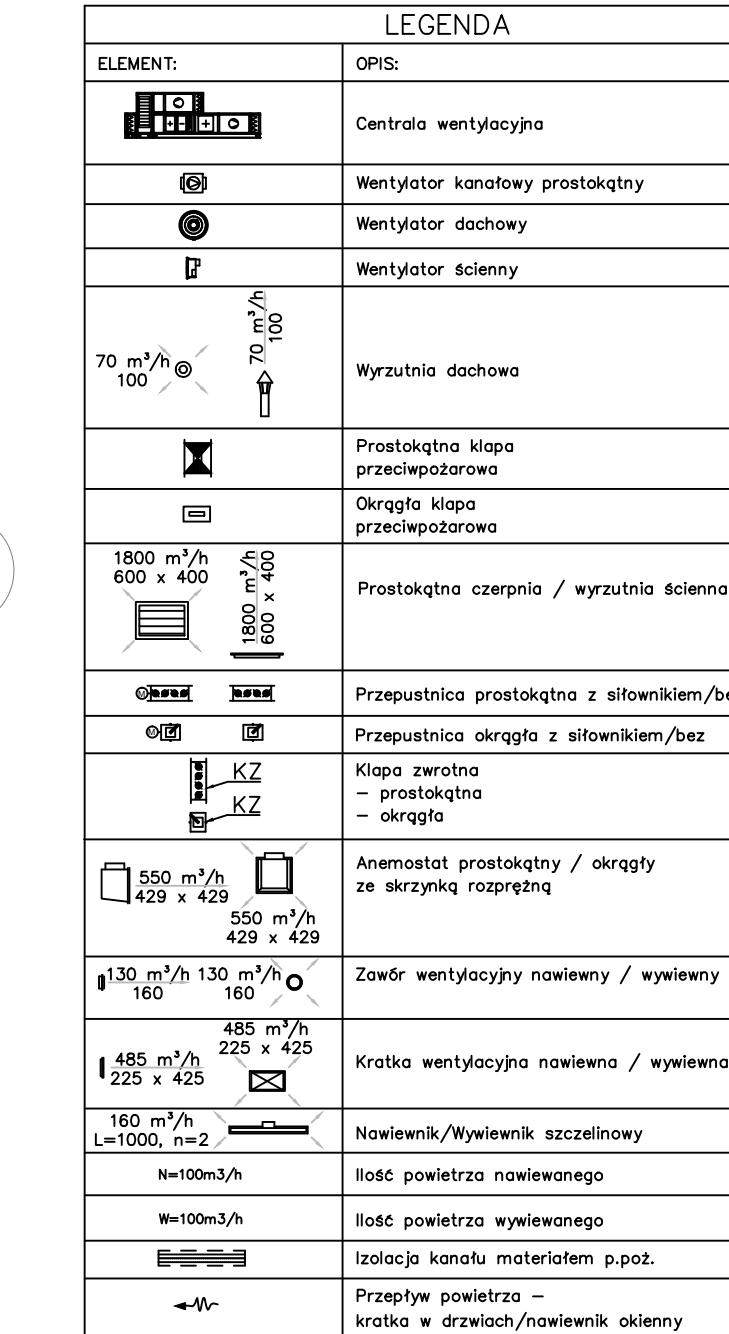 LEGENDA
ELEMENT:
OPIS:
Centrala wentylacyjna
Wentylator kanałowy prostokątny
Wentylator dachowy
Wentylator ścienny
70 m³/h
100
70 m³/h
100
Wyrzutnia dachowa
Prostokątna klapa
przeciwpożarowa
Okrągła klapa
przeciwpożarowa
1800 m³/h
600 x 400
1800 m³/h
600 x 400
Prostokątna czerpnia / wyrzutnia ścienna
M
Przepustnica prostokątna z siłownikiem/be
M
Przepustnica okrągła z siłownikiem/bez
KZ
KZ
Klapa zwrotna
– prostokątna
– okrągła
550 m³/h
429 x 429
550 m³/h
429 x 429
Anemostat prostokątny / okrągły
ze skrzynką rozprężną
130 m³/h
160
130 m³/h
160
Zawór wentylacyjny nawiewny / wywiewny
485 m³/h
225 x 425
485 m³/h
225 x 425
Kratka wentylacyjna nawiewna / wywiewna
160 m³/h
L=1000, n=2
Nawiewnik/Wywiewnik szczelinowy
N=100m3/h
Ilość powietrza nawiewanego
W=100m3/h
Ilość powietrza wywiewanego
Izolacja kanału materiałem p.poż.
Przepływ powietrza –
kratka w drzwiach/nawiewnik okienny